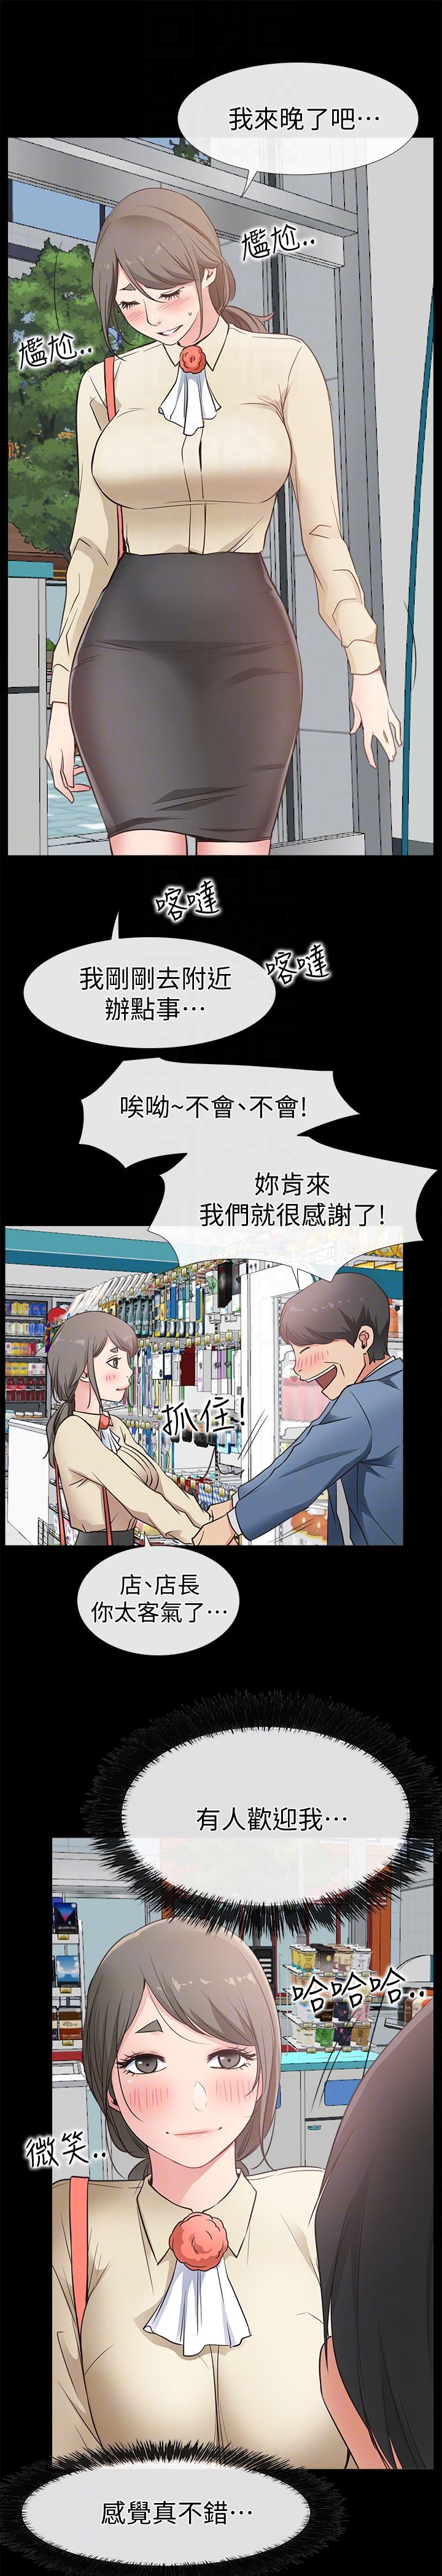 我來晚了吧…
尷尬..
尷尬..
喀噠
我剛剛去附近
辦點事…
喀噠
唉呦~不會、不會!
妳肯來
我們就很感謝了!
抓住!
店、店長
你太客氣了…
有人歡迎我…
哈哈哈..
微笑..
感覺真不錯…